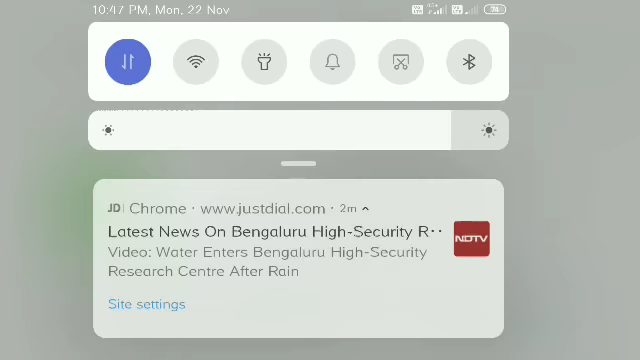 10:47 PM, Mon, 22 Nov
74
JD Chrome · www.justdial.com · 2m
Latest News On Bengaluru High-Security R··
NDTV
Video: Water Enters Bengaluru High-Security
Research Centre After Rain
Site settings